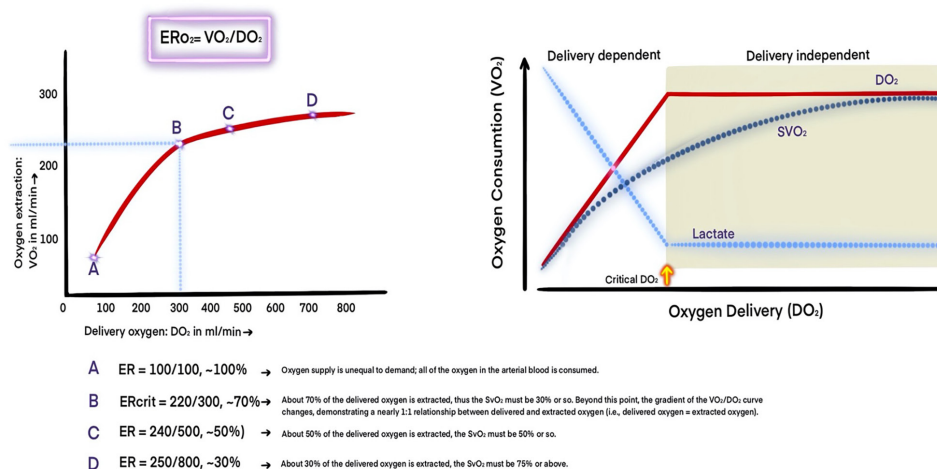 ERo₂= VO₂/DO₂
Oxygen extraction:
VO₂ in ml/min→
300
200
100
A
B
C
D
0 100 200 300 400 500 600 700 800
Delivery oxygen: DO₂ in ml/min→
Delivery dependent
Delivery independent
Oxygen Consumtion (VO₂)
DO₂
SVO₂
Lactate
Critical DO₂
Oxygen Delivery (DO₂)
A ER = 100/100, ~100% → Oxygen supply is unequal to demand; all of the oxygen in the arterial blood is consumed.
B ERcrit = 220/300, ~70%→ About 70% of the delivered oxygen is extracted, thus the SvO₂ must be 30% or so. Beyond this point, the gradient of the VO₂/DO₂ curve
changes, demonstrating a nearly 1:1 relationship between delivered and extracted oxygen (i.e., delivered oxygen = extracted oxygen).
C ER = 240/500, ~50%) → About 50% of the delivered oxygen is extracted, the SvO₂ must be 50% or so.
D ER = 250/800, ~30% → About 30% of the delivered oxygen is extracted, the SvO₂ must be 75% or above.